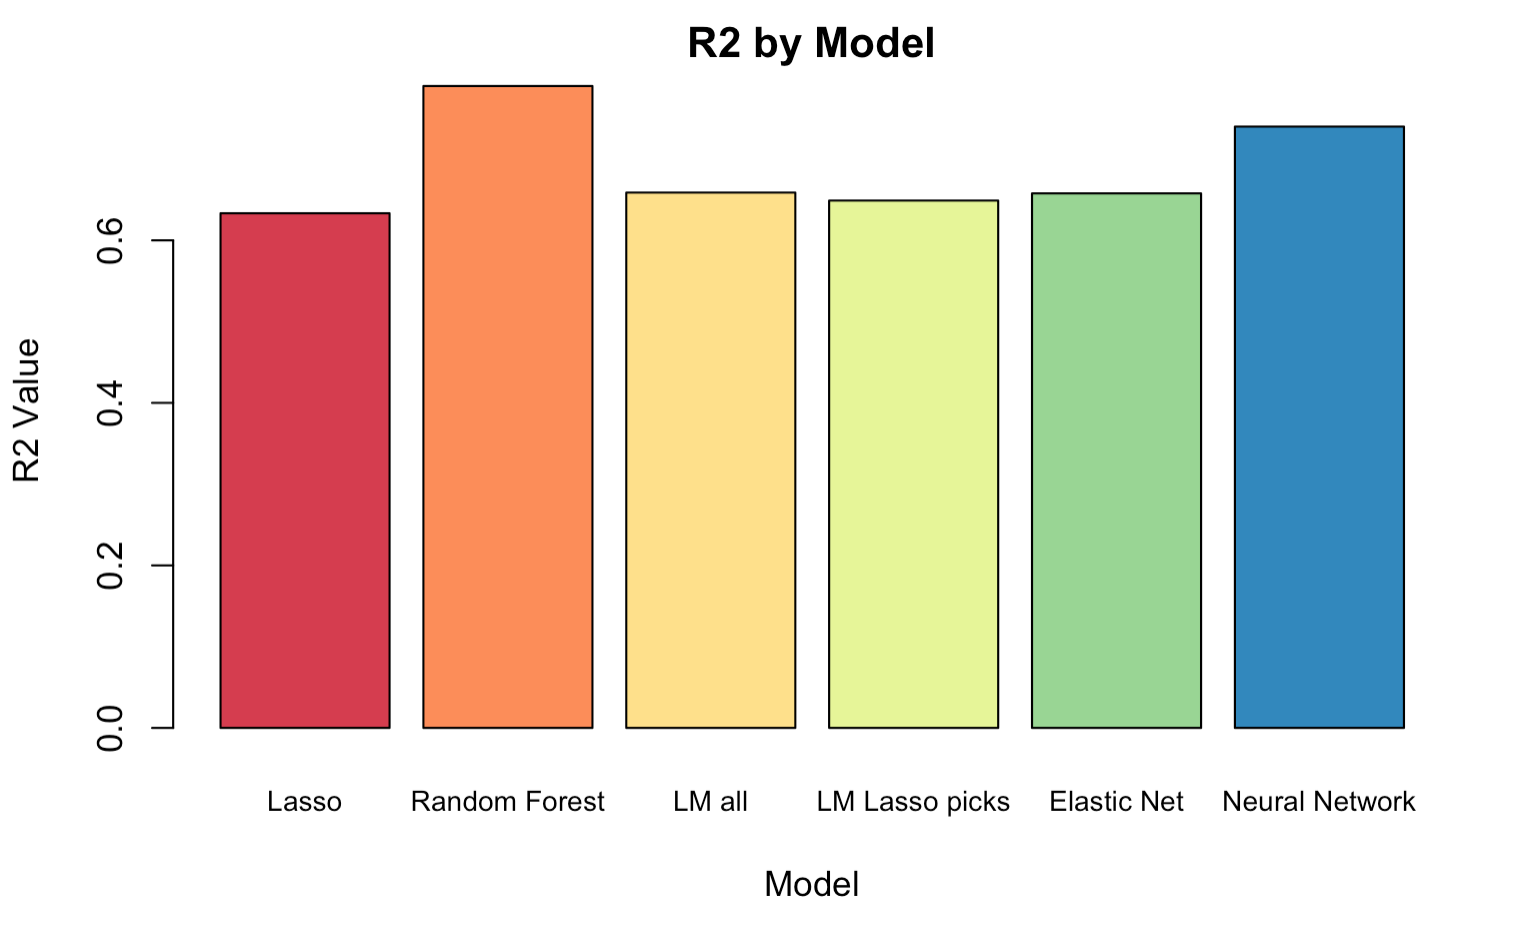 R2 by Model
R2 Value
0.6
0.4
0.2
0.0
Lasso Random Forest LM all LM Lasso picks Elastic Net Neural Network
Model